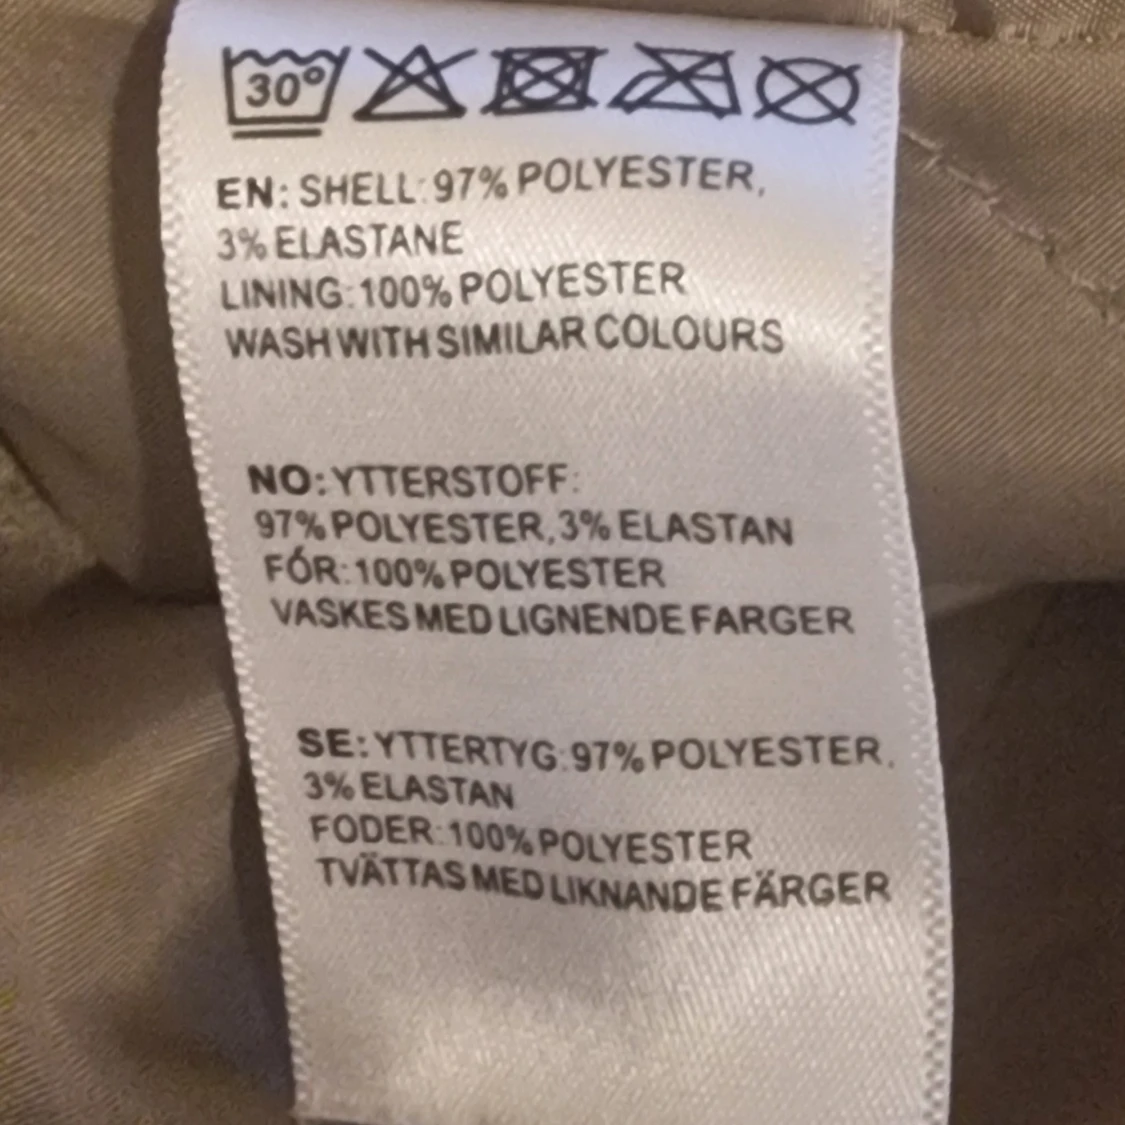 30°
EN: SHELL: 97% POLYESTER,
3% ELASTANE
LINING: 100% POLYESTER
WASH WITH SIMILAR COLOURS
NO: YTTERSTOFF:
97% POLYESTER, 3% ELASTAN
FÓR: 100% POLYESTER
VASKES MED LIGNENDE FARGER
SE: YTTERTYG: 97% POLYESTER,
3% ELASTAN
FODER: 100% POLYESTER
TVÄTTAS MED LIKNANDE FÄRGER